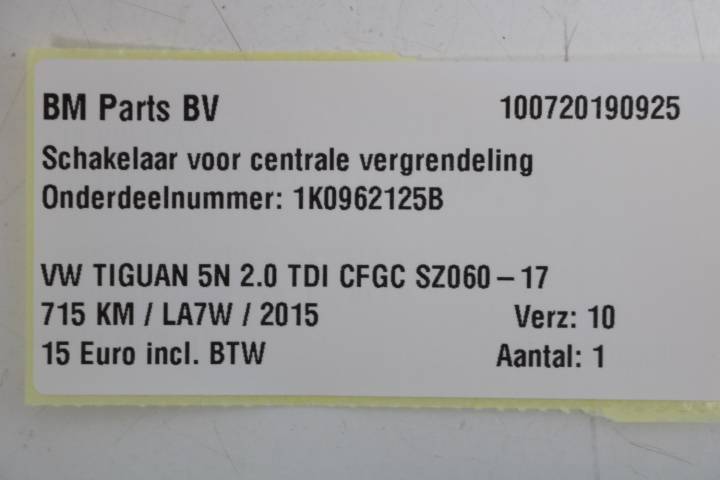 BM Parts BV 100720190925
Schakelaar voor centrale vergrendeling
Onderdeelnummer: 1K0962125B
VW TIGUAN 5N 2.0 TDI CFGC SZ060-17
715 KM / LA7W / 2015 Verz: 10
15 Euro incl. BTW Aantal: 1